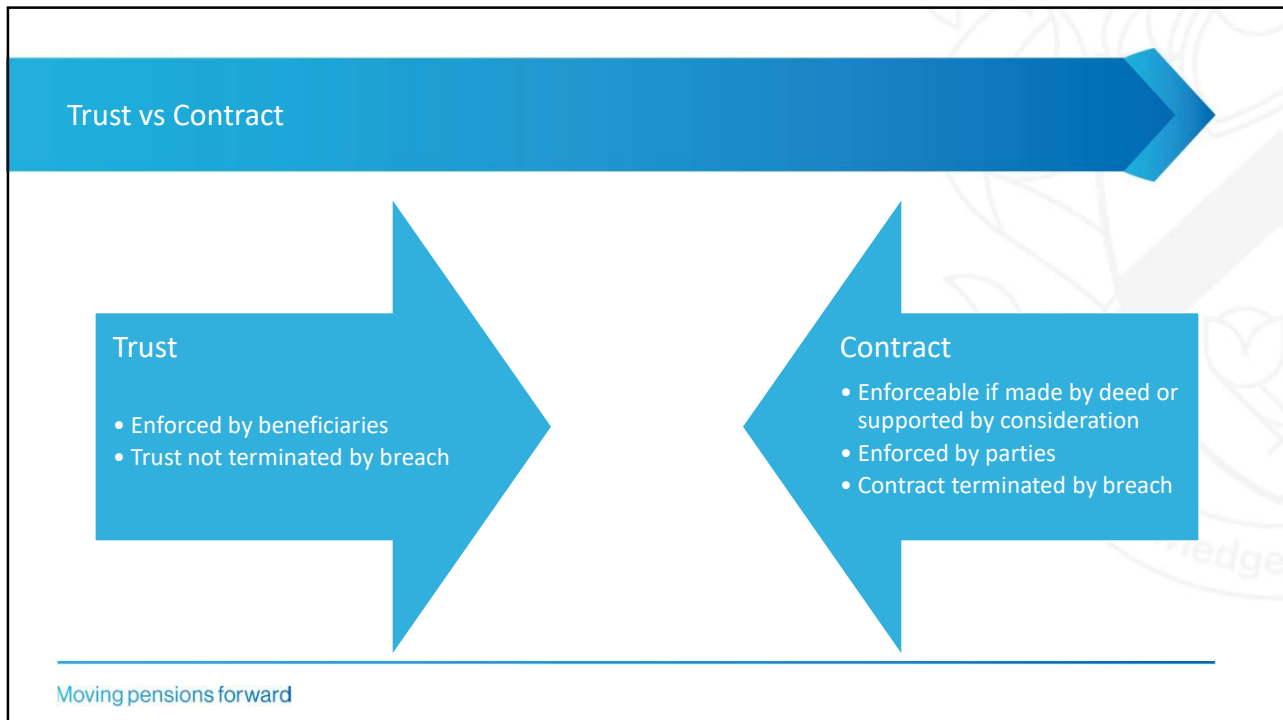 Trust vs Contract
Trust
• Enforced by beneficiaries
• Trust not terminated by breach
Contract
• Enforceable if made by deed or
supported by consideration
• Enforced by parties
• Contract terminated by breach
Moving pensions forward